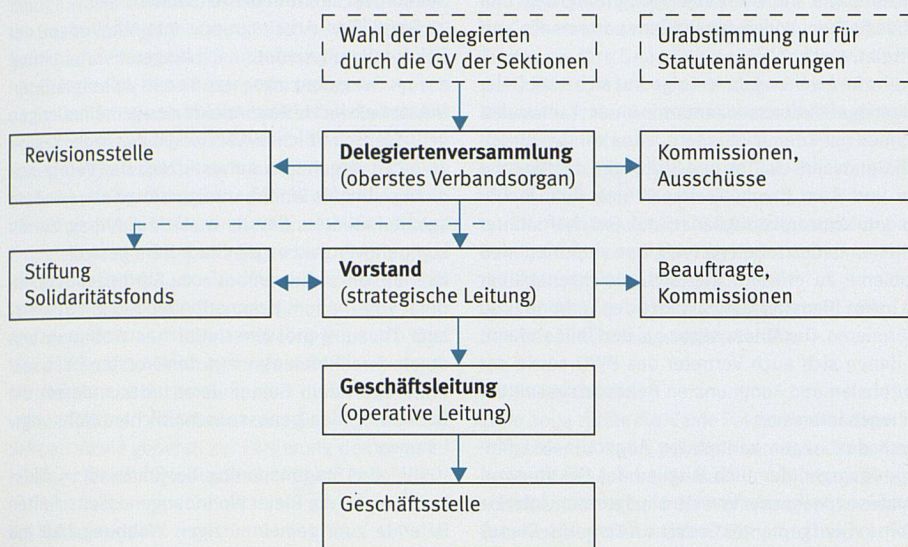 Wahl der Delegierten
durch die GV der Sektionen
Urabstimmung nur für
Statutenänderungen
Revisionsstelle
Delegiertenversammlung
(oberstes Verbandsorgan)
Kommissionen,
Ausschüsse
Stiftung
Solidaritätsfonds
Vorstand
(strategische Leitung)
Beauftragte,
Kommissionen
Geschäftsleitung
(operative Leitung)
Geschäftsstelle